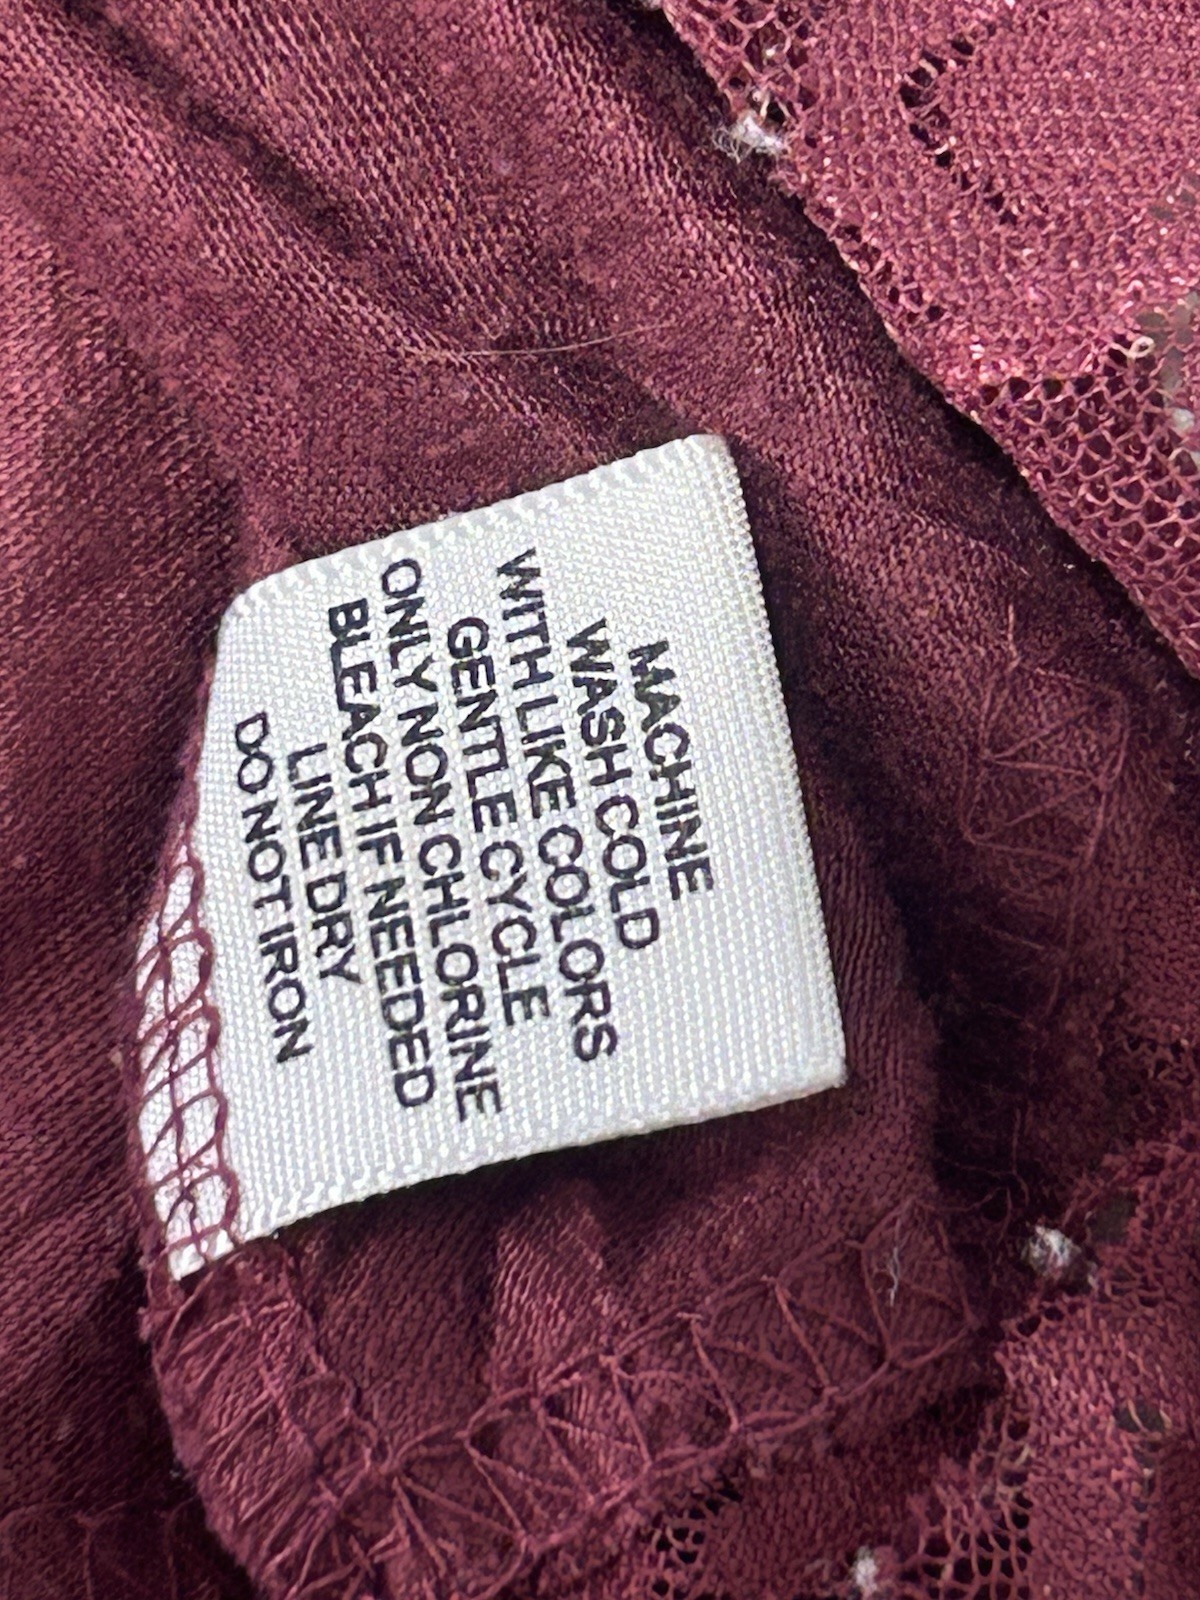 MACHINE
WASH COLD
WITH LIKE COLORS
GENTLE CYCLE
ONLY NON CHLORINE
BLEACH IF NEEDED
LINE DRY
DO NOT IRON